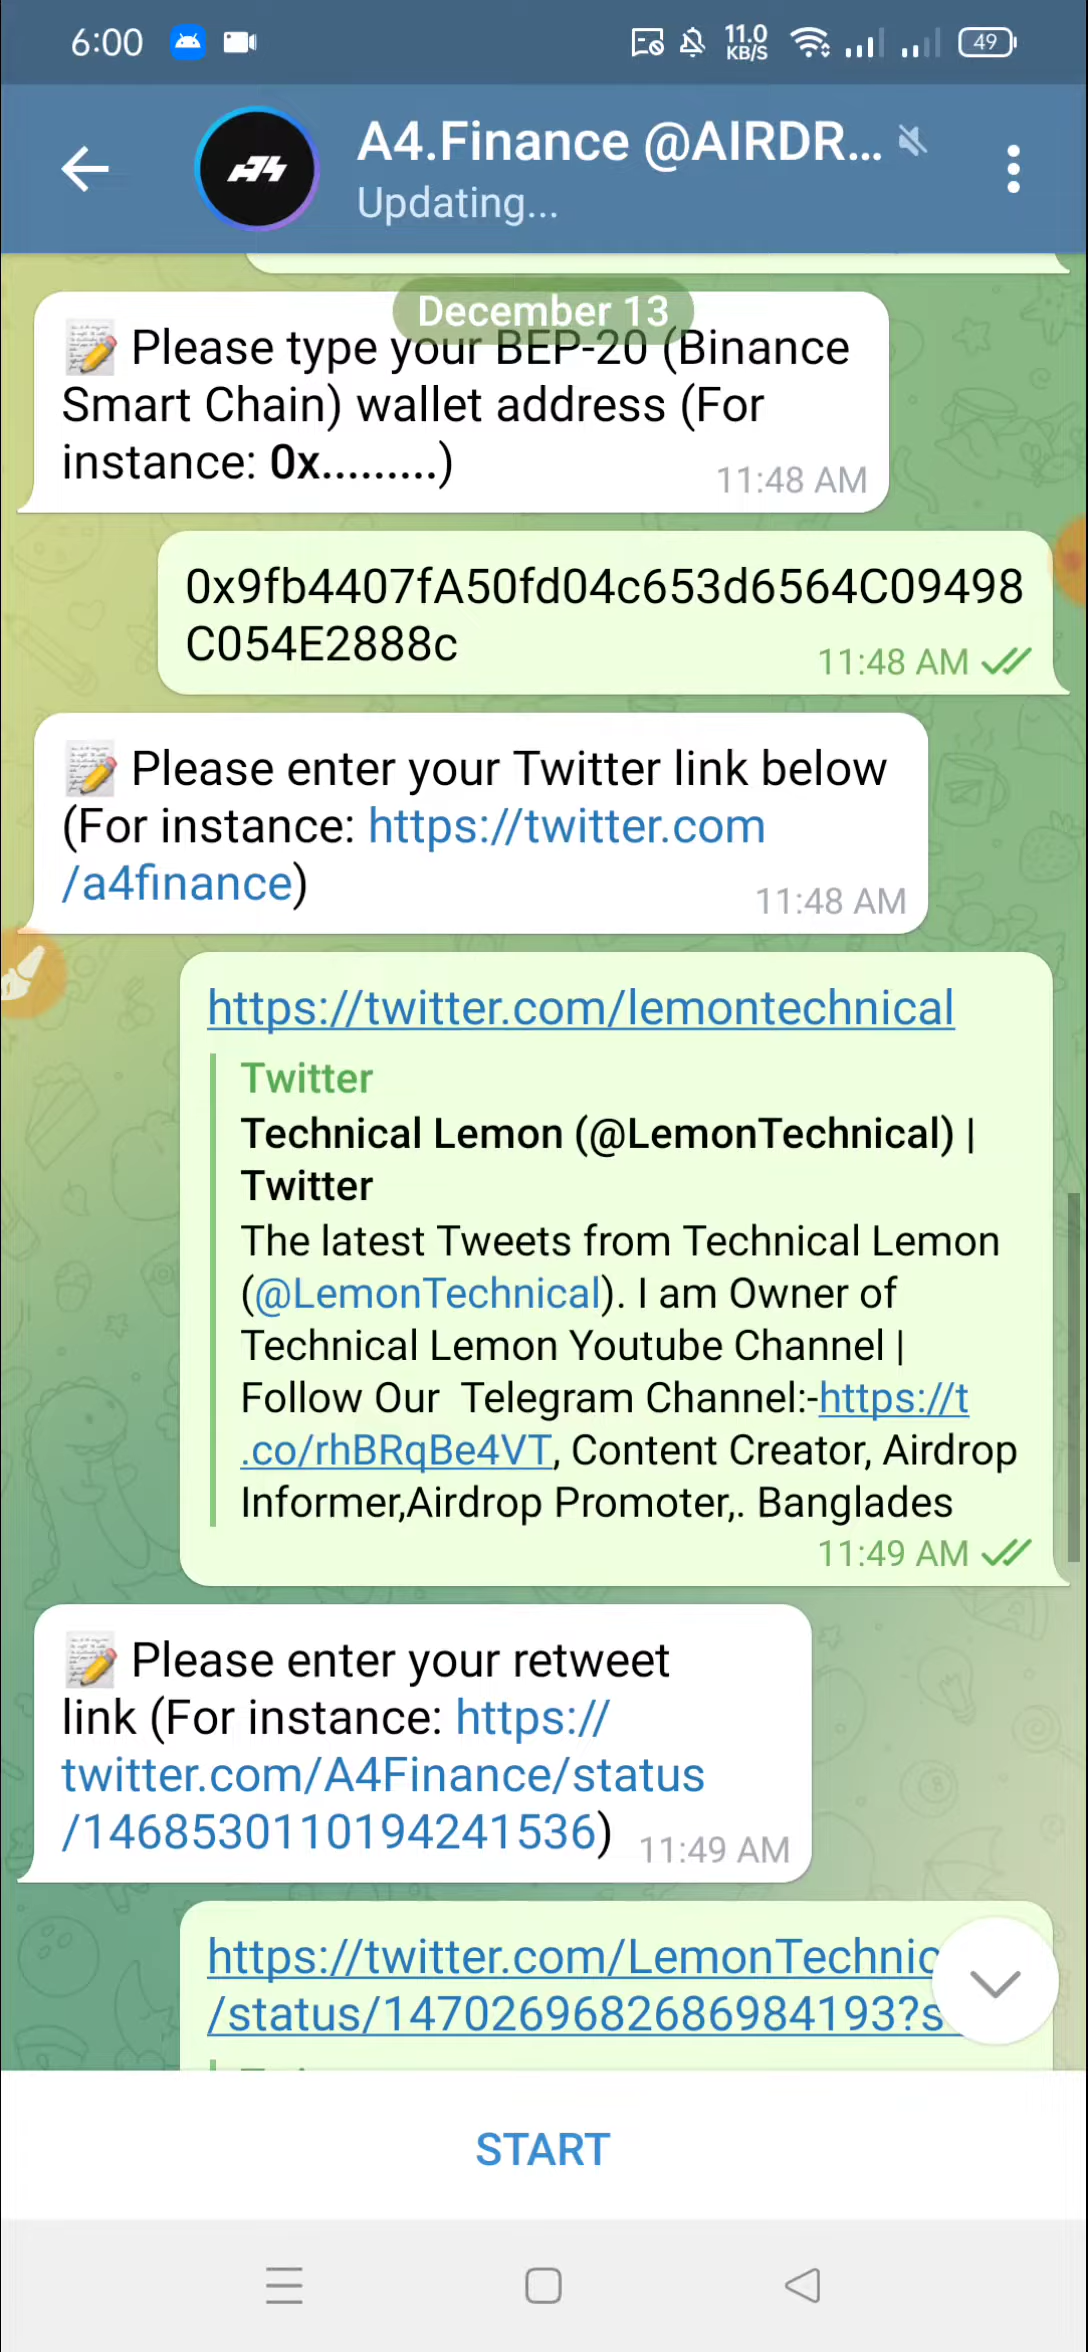 6:00
11.0
KB/S
49
A4.Finance @AIRDR...
Updating...
December 13
Please type your BEP-20 (Binance
Smart Chain) wallet address (For
instance: 0x.........)
11:48 AM
0x9fb4407fA50fd04c653d6564C09498
C054E2888c
11:48 AM
Please enter your Twitter link below
(For instance: https://twitter.com
/a4finance)
11:48 AM
https://twitter.com/lemontechnical
Twitter
Technical Lemon (@LemonTechnical) |
Twitter
The latest Tweets from Technical Lemon
(@LemonTechnical). I am Owner of
Technical Lemon Youtube Channel |
Follow Our  Telegram Channel:-https://t
.co/rhBRqBe4VT, Content Creator, Airdrop
Informer,Airdrop Promoter,. Banglades
11:49 AM
Please enter your retweet
link (For instance: https://
twitter.com/A4Finance/status
/1468530110194241536)
11:49 AM
https://twitter.com/LemonTechnic
/status/1470269682686984193?s
START